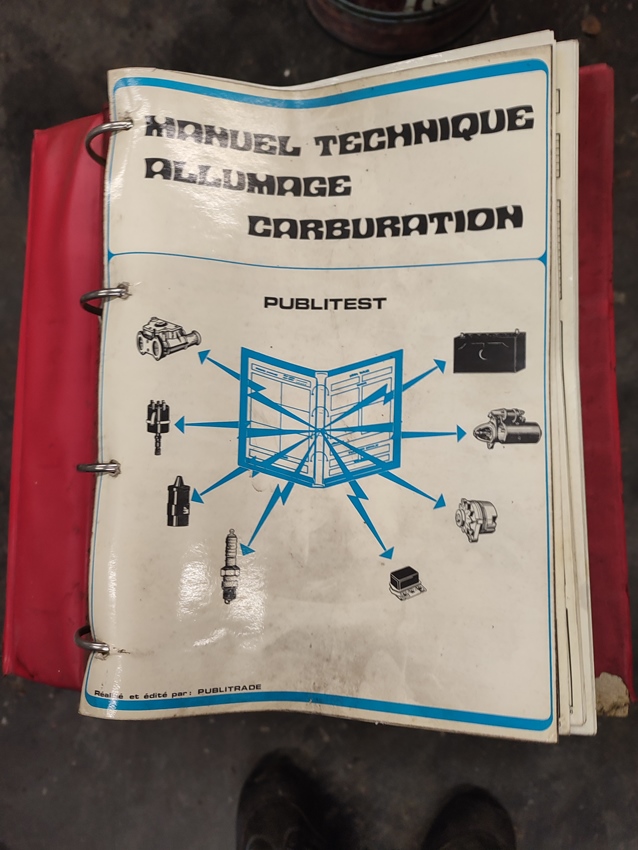 MANUEL TECHNIQUE
ALLUMAGE
CARBURATION
PUBLITEST
Réalisé et édité par: PUBLITRADE